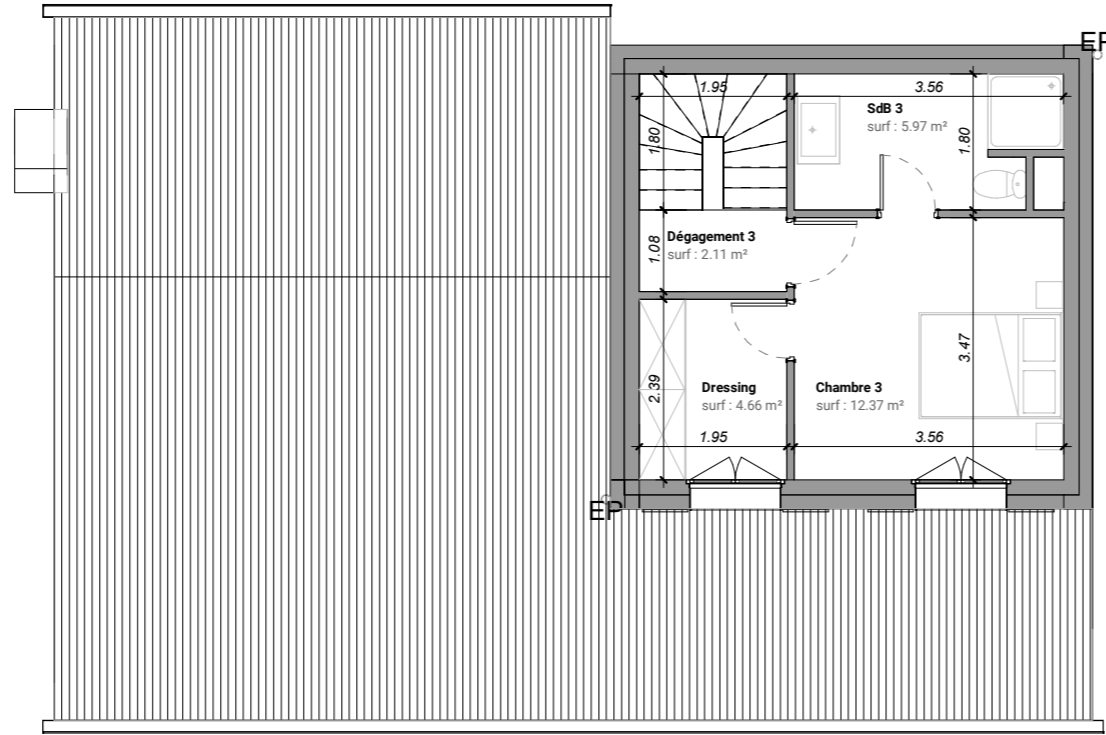 EP
1.95
3.56
SdB 3
surf : 5.97 m²
1.80
1.80
Dégagement 3
surf : 2.11 m²
1.08
3.47
2.39
Dressing
surf : 4.66 m²
Chambre 3
surf : 12.37 m²
1.95
3.56
EP